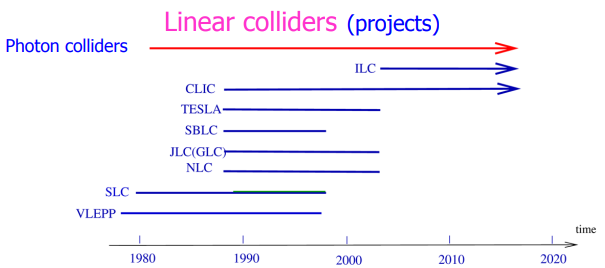 Linear colliders (projects)
Photon colliders
ILC
CLIC
TESLA
SBLC
JLC(GLC)
NLC
SLC
VLEPP
time
1980 1990 2000 2010 2020